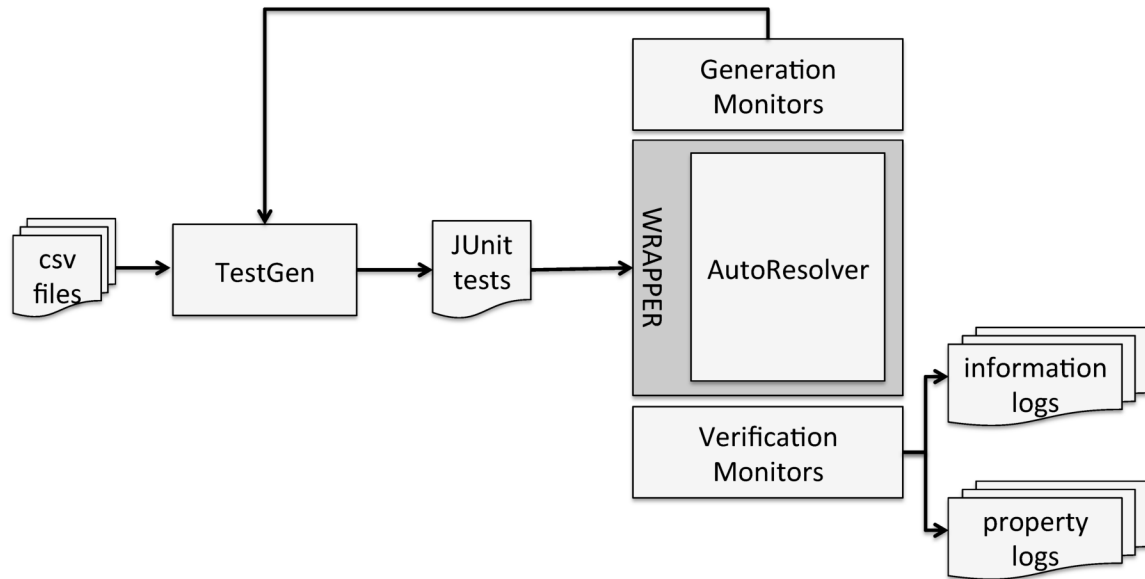 Generation
Monitors
csv
files
TestGen
JUnit
tests
WRAPPER
AutoResolver
Verification
Monitors
information
logs
property
logs